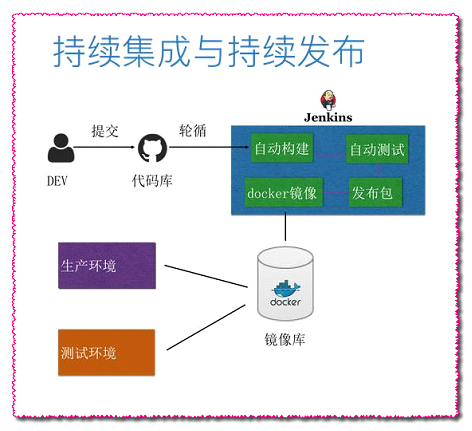 持续集成与持续发布
Jenkins
提交
轮循
自动构建
自动测试
DEV
代码库
docker镜像
发布包
生产环境
docker
测试环境
镜像库